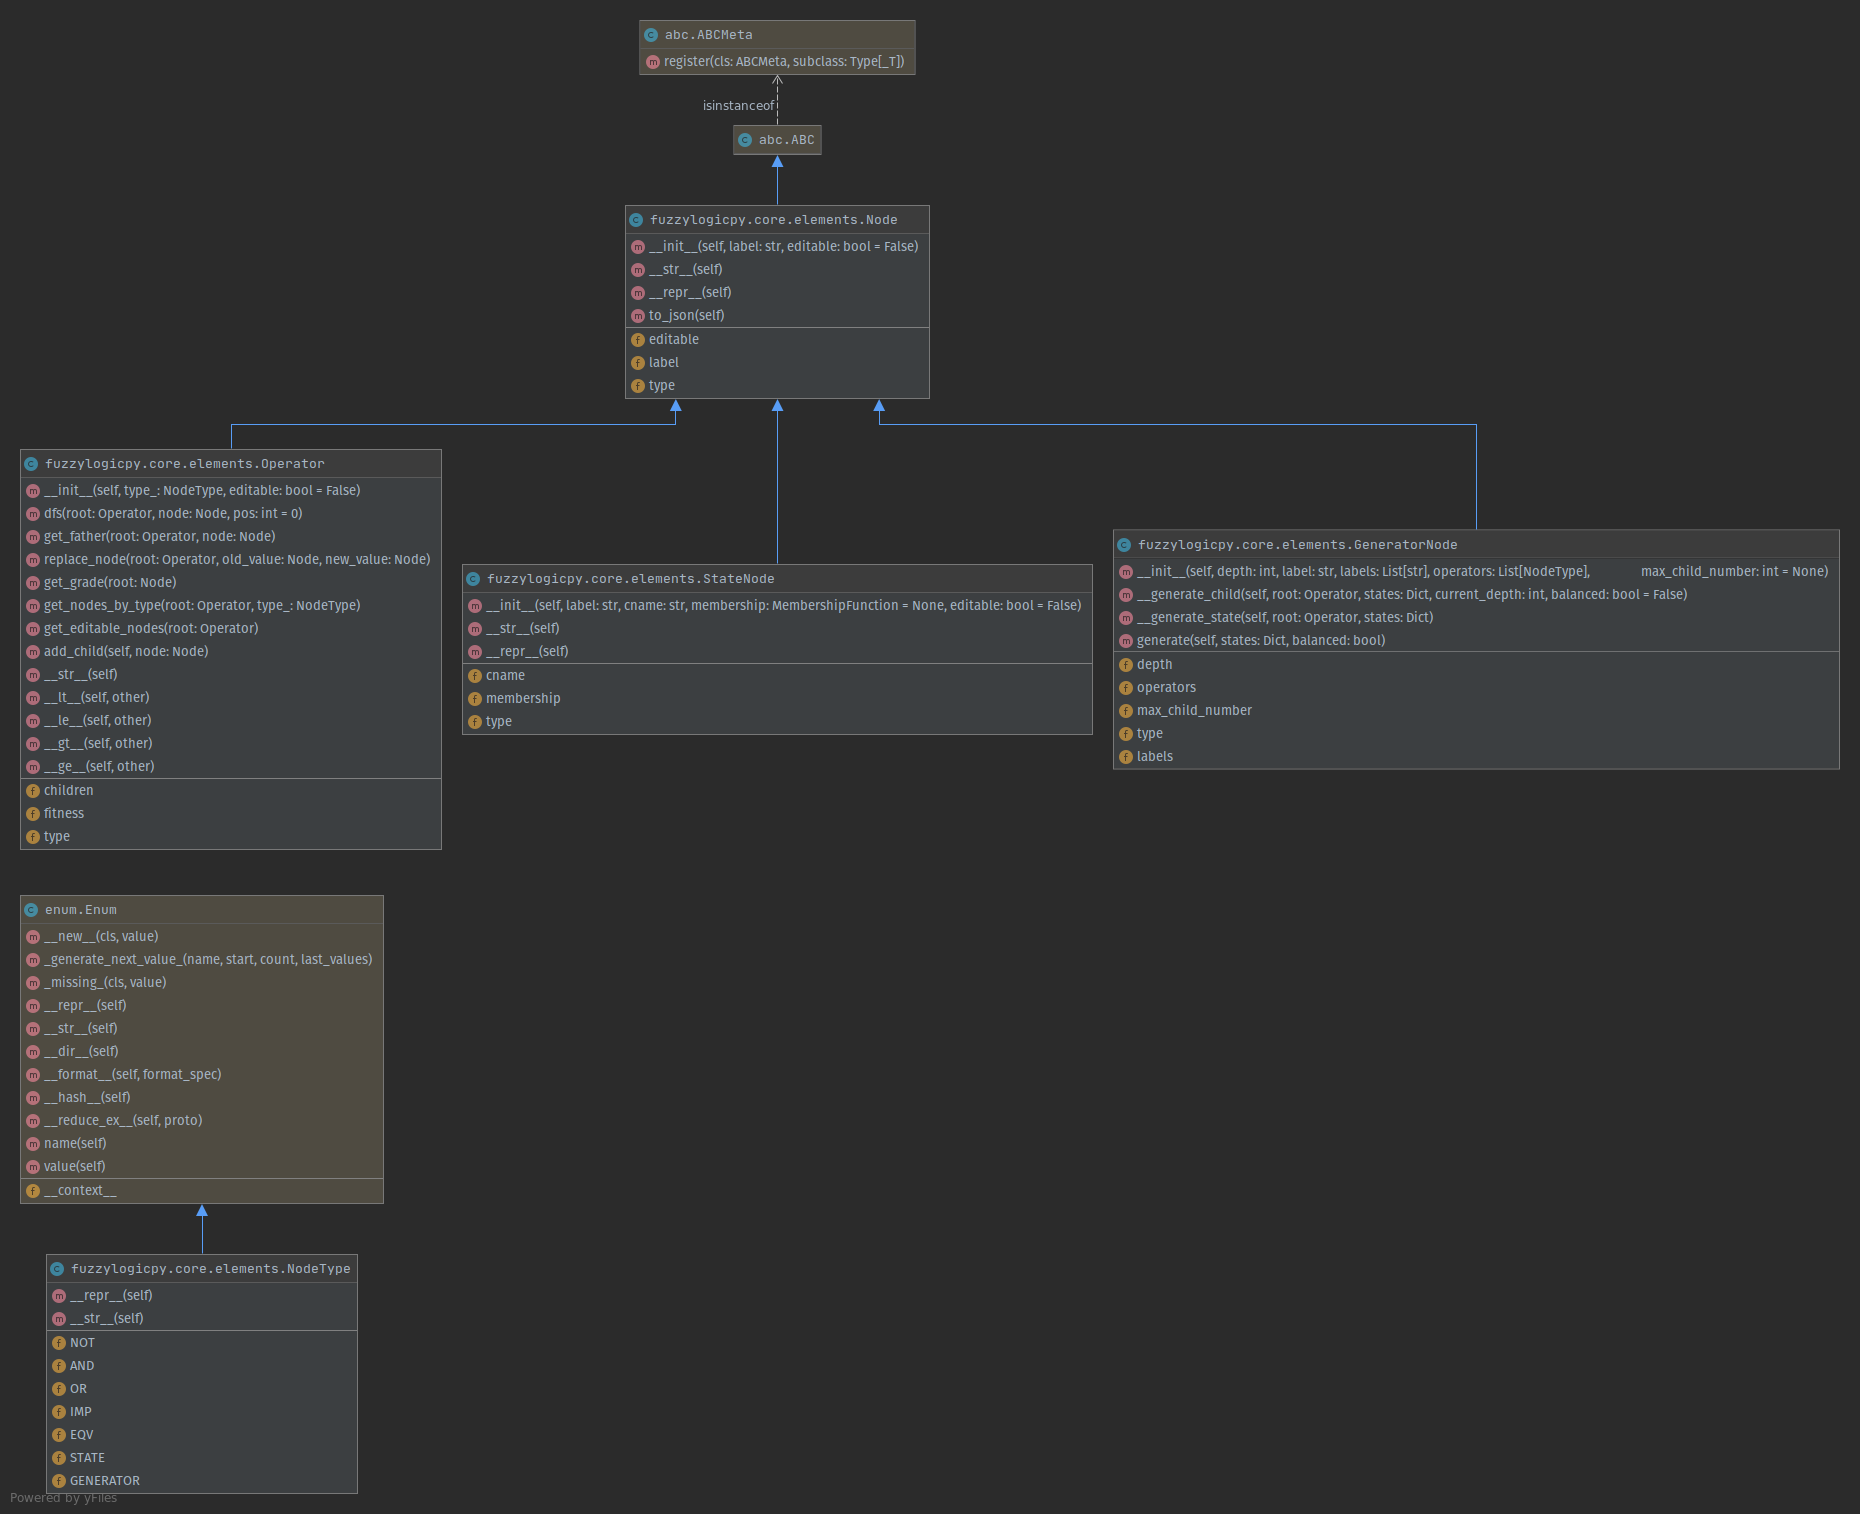 abc.ABCMeta
register(cls: ABCMeta, subclass: Type[_T])
isinstanceof
abc.ABC
fuzzylogicpy.core.elements.Node
__init__(self, label: str, editable: bool = False)
__str__(self)
__repr__(self)
to_json(self)
editable
label
type
fuzzylogicpy.core.elements.Operator
__init__(self, type_: NodeType, editable: bool = False)
dfs(root: Operator, node: Node, pos: int = 0)
get_father(root: Operator, node: Node)
replace_node(root: Operator, old_value: Node, new_value: Node)
get_grade(root: Node)
get_nodes_by_type(root: Operator, type_: NodeType)
get_editable_nodes(root: Operator)
add_child(self, node: Node)
__str__(self)
__lt__(self, other)
__le__(self, other)
__gt__(self, other)
__ge__(self, other)
children
fitness
type
fuzzylogicpy.core.elements.StateNode
__init__(self, label: str, cname: str, membership: MembershipFunction = None, editable: bool = False)
__str__(self)
__repr__(self)
cname
membership
type
fuzzylogicpy.core.elements.GeneratorNode
__init__(self, depth: int, label: str, labels: List[str], operators: List[NodeType], max_child_number: int = None)
__generate_child(self, root: Operator, states: Dict, current_depth: int, balanced: bool = False)
__generate_state(self, root: Operator, states: Dict)
generate(self, states: Dict, balanced: bool)
depth
operators
max_child_number
type
labels
enum.Enum
__new__(cls, value)
_generate_next_value_(name, start, count, last_values)
_missing_(cls, value)
__repr__(self)
__str__(self)
__dir__(self)
__format__(self, format_spec)
__hash__(self)
__reduce_ex__(self, proto)
name(self)
value(self)
__context__
fuzzylogicpy.core.elements.NodeType
__repr__(self)
__str__(self)
NOT
AND
OR
IMP
EQV
STATE
GENERATOR
Powered by yFiles